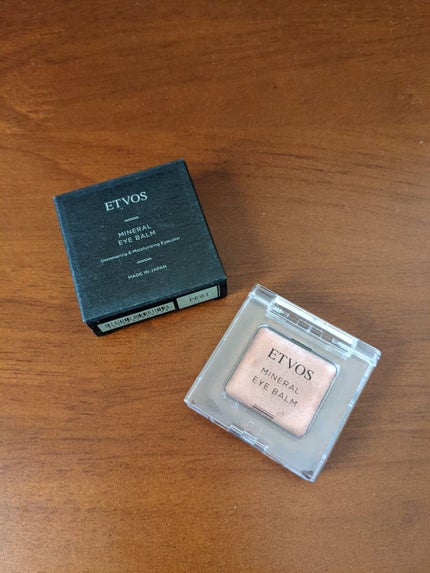 ETVOS
MINERAL
EYE BALM
Shimmering & Moisturizing Eyecolor
MADE IN JAPAN
ETVOS
MINERAL
EYE BALM